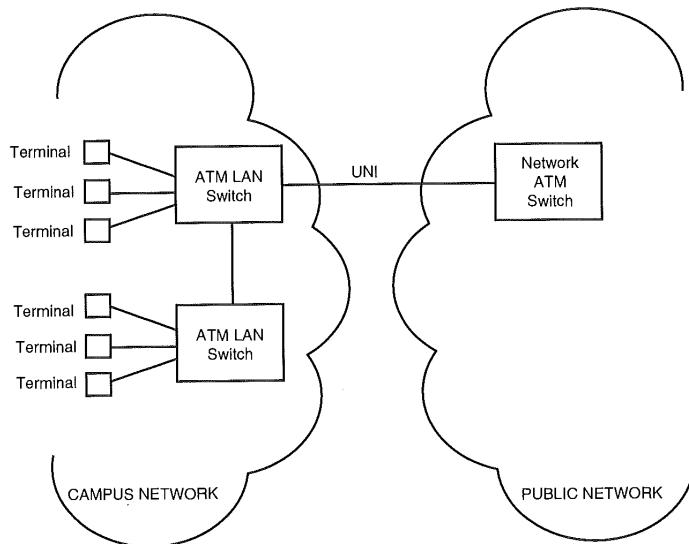 Terminal
Terminal
Terminal
ATM LAN
Switch
UNI
Network
ATM
Switch
Terminal
Terminal
Terminal
ATM LAN
Switch
CAMPUS NETWORK
PUBLIC NETWORK